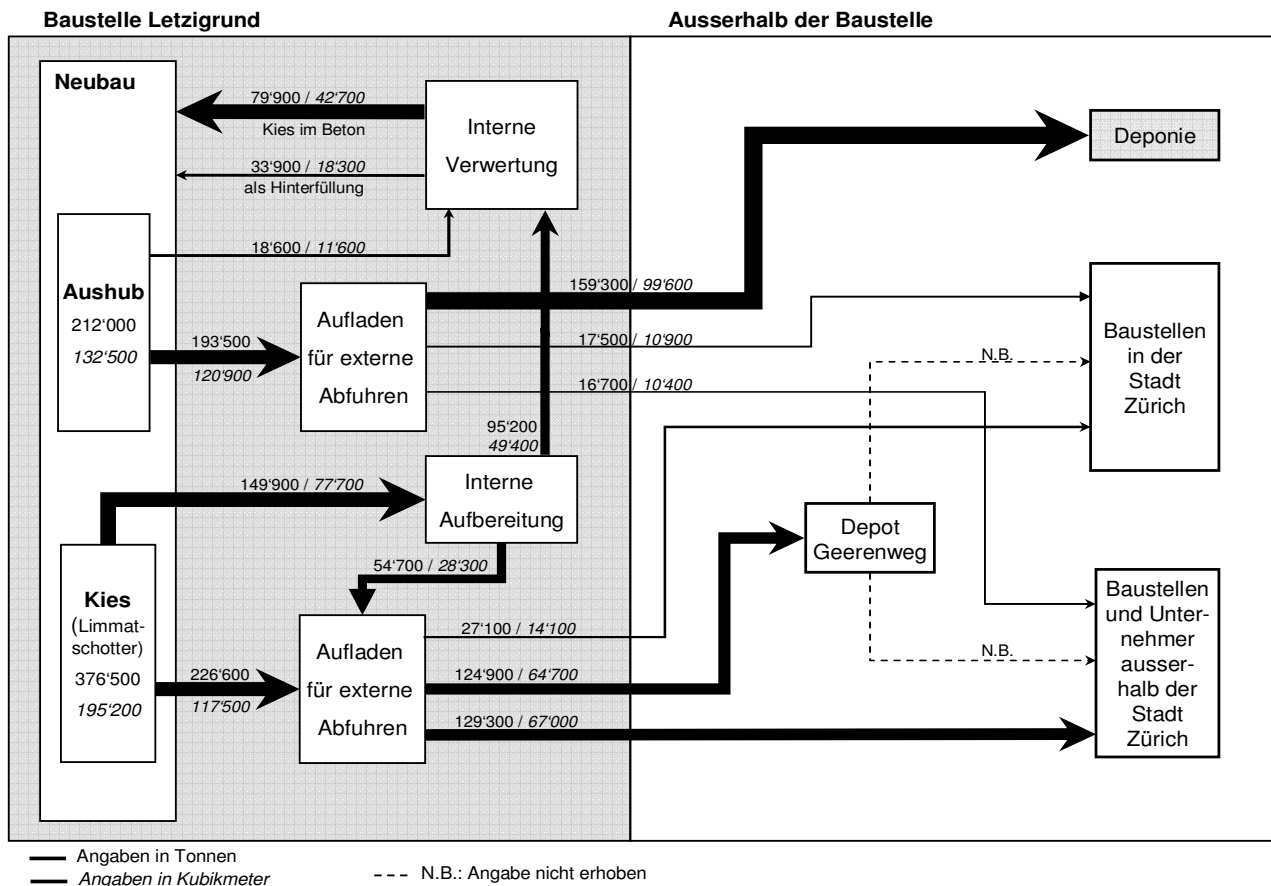 Baustelle Letzigrund
Ausserhalb der Baustelle
Neubau
79‘900 / 42‘700
Kies im Beton
33‘900 / 18‘300
als Hinterfüllung
Interne
Verwertung
Deponie
18‘600 / 11‘600
Aushub
212‘000
132‘500
193‘500
120‘900
Aufladen
für externe
Abfuhren
159‘300 / 99‘600
17‘500 / 10‘900
16‘700 / 10‘400
N.B.
Baustellen
in der
Stadt
Zürich
95‘200
49‘400
149‘900 / 77‘700
Interne
Aufbereitung
Depot
Geerenweg
54‘700 / 28‘300
Kies
(Limmat-
schotter)
376‘500
195‘200
226‘600
117‘500
Aufladen
für externe
Abfuhren
27‘100 / 14‘100
124‘900 / 64‘700
129‘300 / 67‘000
N.B.
Baustellen
und Unter-
nehmer
ausser-
halb der
Stadt
Zürich
Angaben in Tonnen
Angaben in Kubikmeter
N.B.: Angabe nicht erhoben